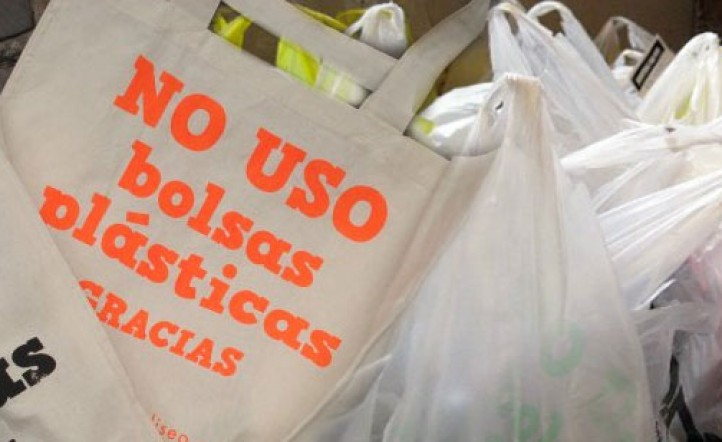 NO USO
bolsas
plásticas
GRACIAS